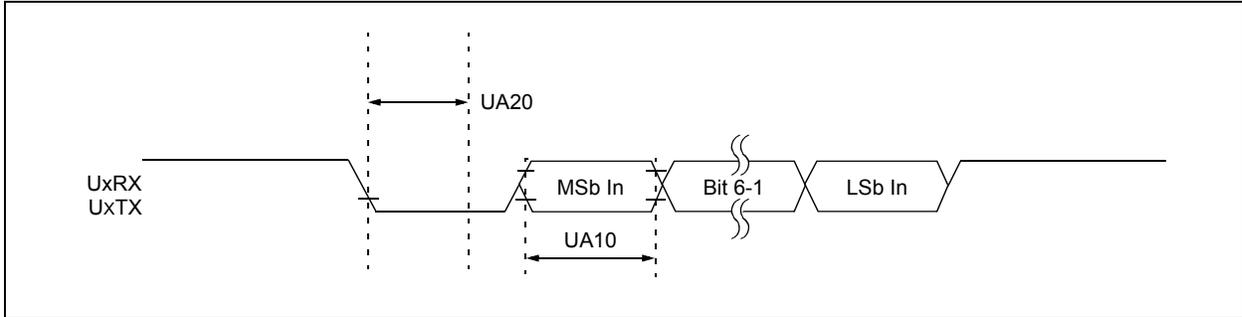 UA20
UxRX
UxTX
MSb In
Bit 6-1
LSb In
UA10